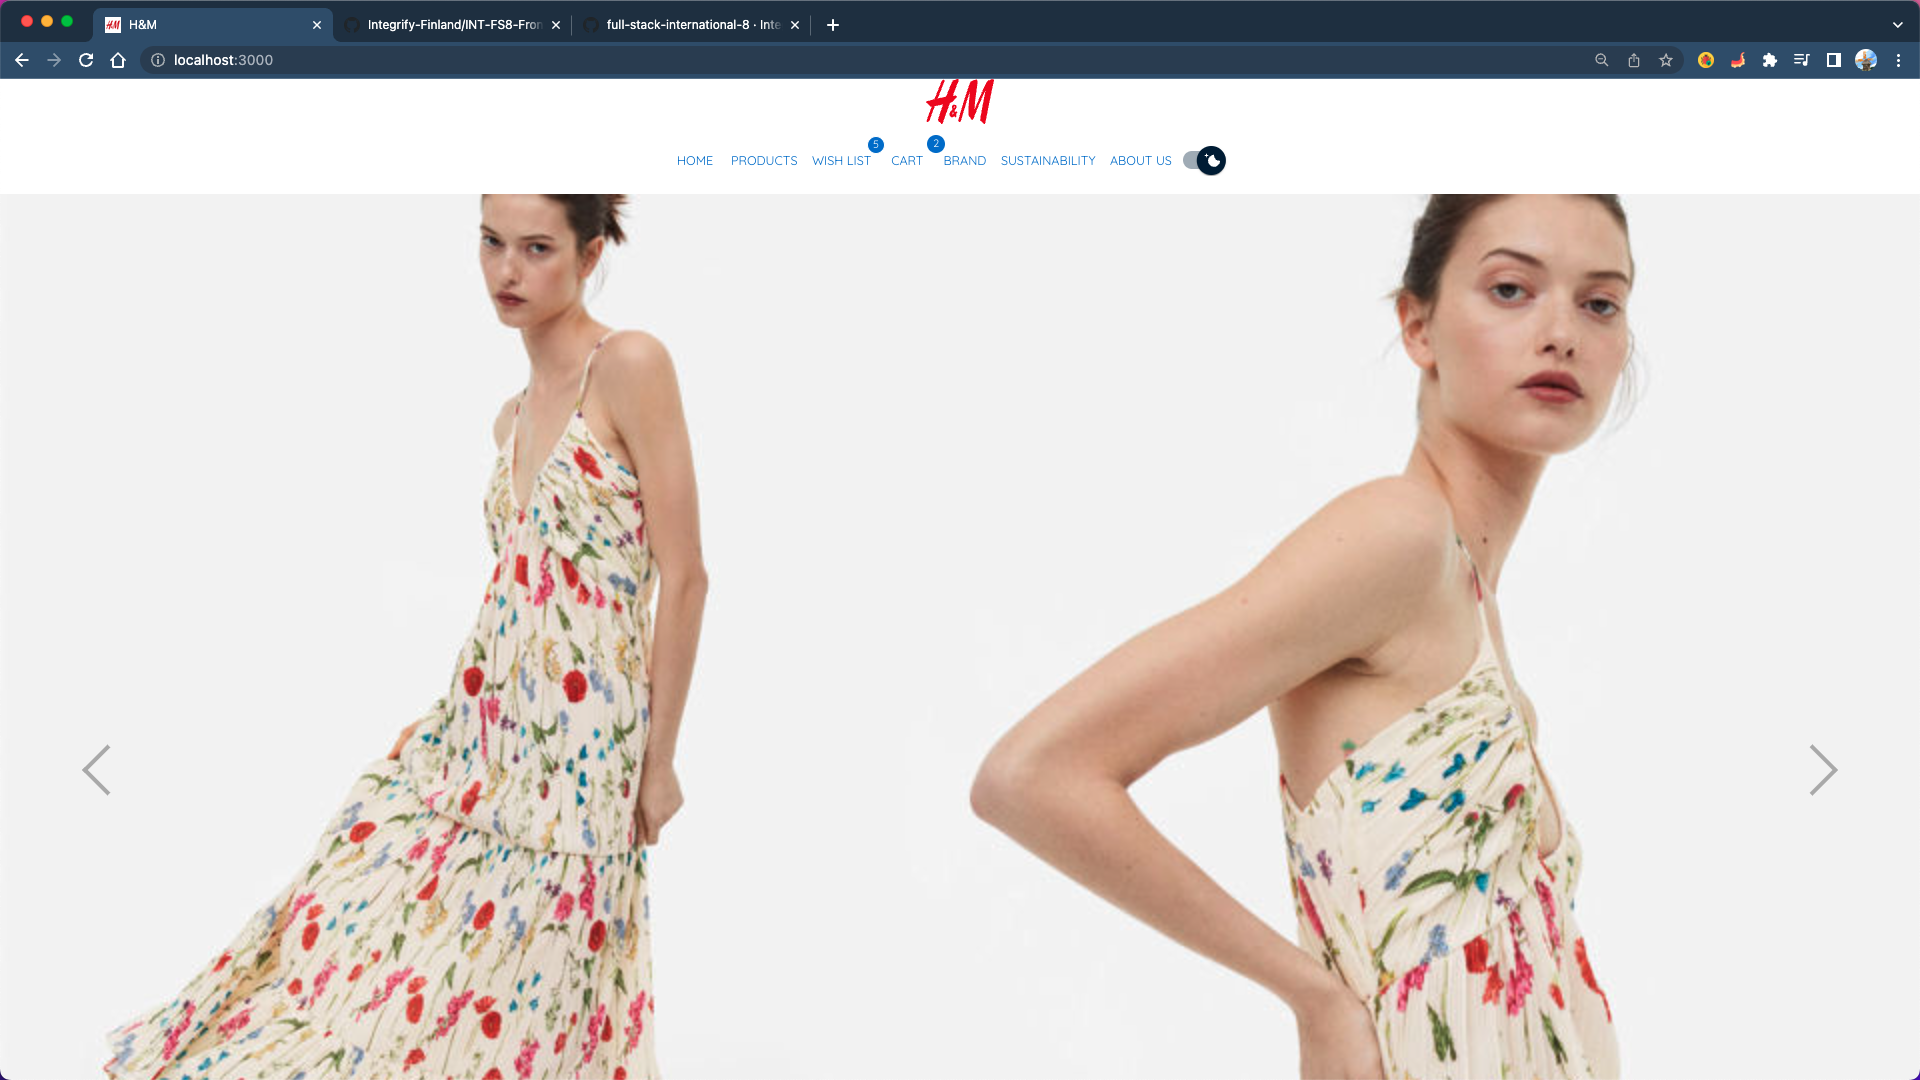 H&M
Integrify-Finland/INT-FS8-Fron
full-stack-international-8 · Inte
localhost:3000
H&M
5
2
HOME PRODUCTS WISH LIST CART BRAND SUSTAINABILITY ABOUT US